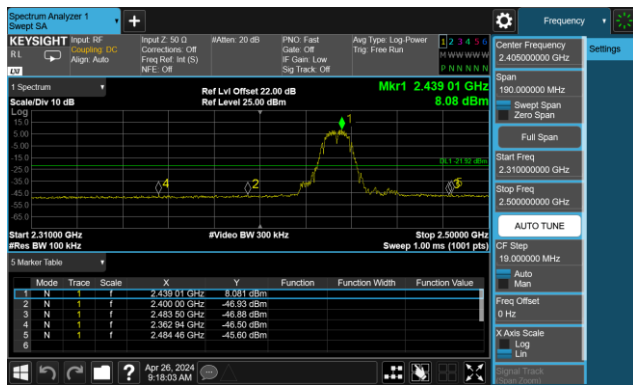 Spectrum Analyzer 1
Swept SA
Frequency
KEYSIGHT
RL
LXI
Input: RF
Coupling: DC
Align: Auto
Input Z: 50 Ω
Corrections: Off
Freq Ref: Int (S)
NFE: Off
#Atten: 20 dB
PNO: Fast
Gate: Off
IF Gain: Low
Sig Track: Off
Avg Type: Log-Power
Trig: Free Run
1 2 3 4 5 6
M W W W W W
P N N N N N
1 Spectrum
Scale/Div 10 dB
Ref Lvl Offset 22.00 dB
Ref Level 25.00 dBm
Mkr1 2.439 01 GHz
8.08 dBm
Log
15.0
5.00
-5.00
-15.0
-25.0
-35.0
-45.0
-55.0
-65.0
1
DL1 -21.92 dBm
4
2
Start 2.31000 GHz
#Res BW 100 kHz
#Video BW 300 kHz
Stop 2.50000 GHz
Sweep 1.00 ms (1001 pts)
5 Marker Table
Mode Trace Scale X Y Function Function Width Function Value
1 N 1 f 2.439 01 GHz 8.081 dBm
2 N 1 f 2.400 00 GHz -46.93 dBm
3 N 1 f 2.483 50 GHz -46.88 dBm
4 N 1 f 2.362 94 GHz -46.50 dBm
5 N 1 f 2.484 46 GHz -45.60 dBm
6
Apr 26, 2024
9:18:03 AM
Center Frequency
2.405000000 GHz
Settings
Span
190.000000 MHz
Swept Span
Zero Span
Full Span
Start Freq
2.310000000 GHz
Stop Freq
2.500000000 GHz
AUTO TUNE
CF Step
19.000000 MHz
Auto
Man
Freq Offset
0 Hz
X Axis Scale
Log
Lin
Signal Track
(Span Zoom)